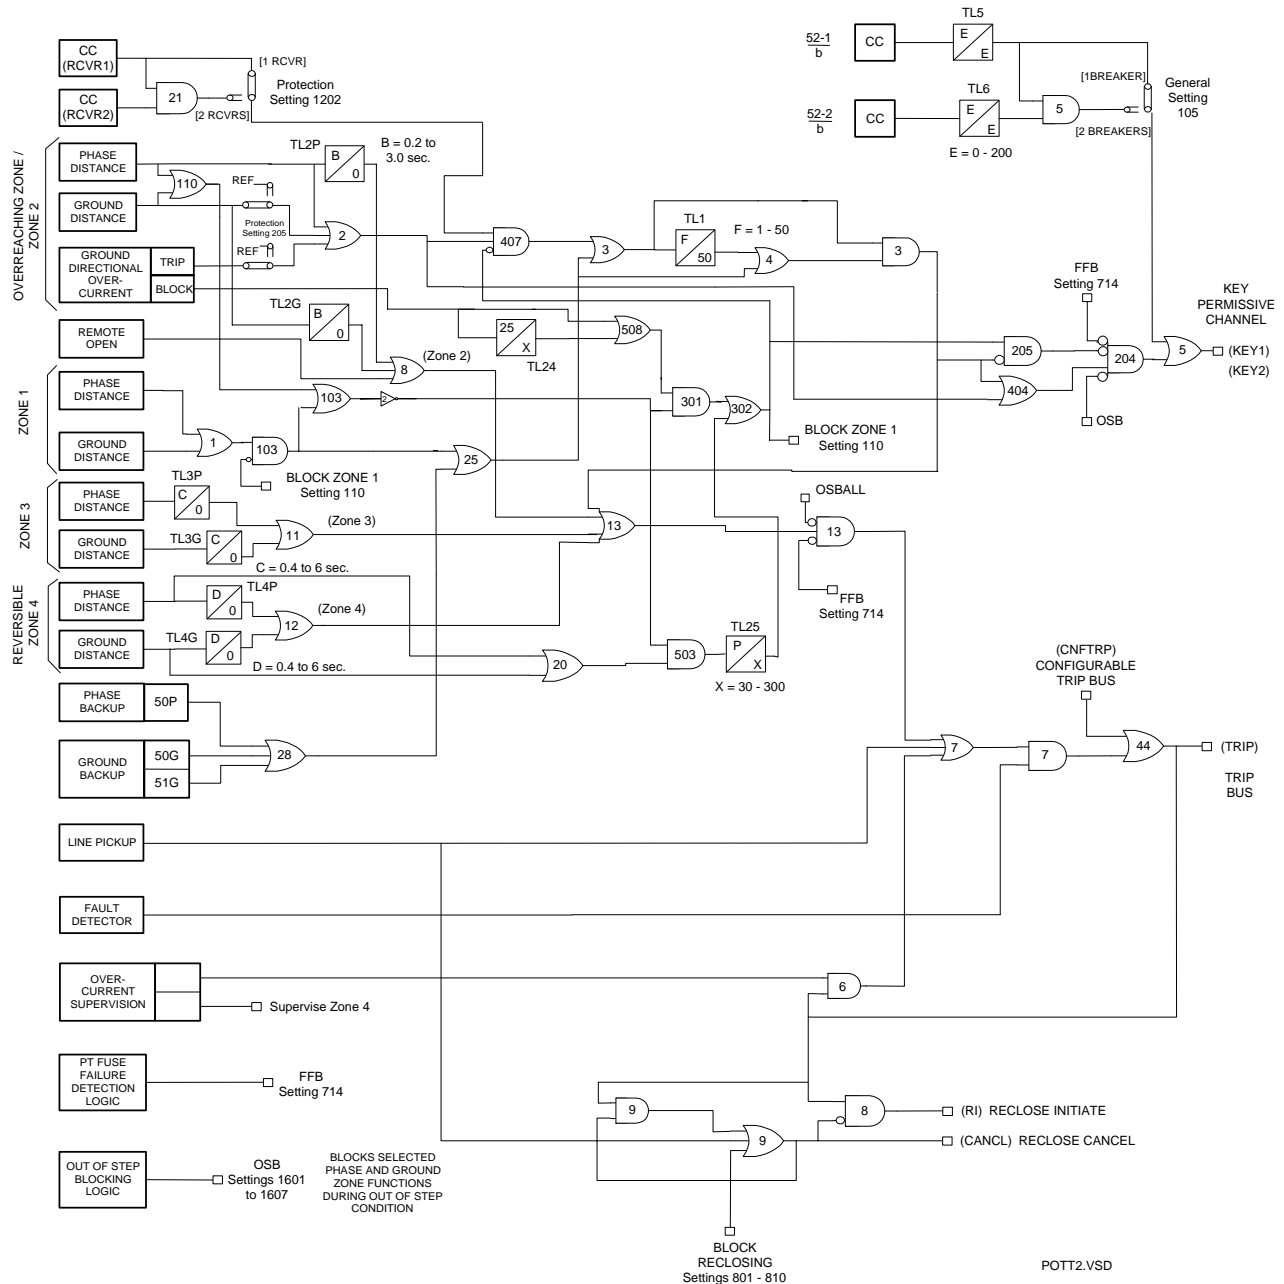 CC
(RCVR1)
CC
(RCVR2)
21
[1 RCVR]
[2 RCVRS]
Protection
Setting 1202
52-1
b
CC
TL5
E
E
52-2
b
CC
TL6
E
E
E = 0 - 200
5
[1BREAKER]
[2 BREAKERS]
General
Setting
105
OVERREACHING ZONE /
ZONE 2
PHASE
DISTANCE
GROUND
DISTANCE
GROUND
DIRECTIONAL
OVER-
CURRENT
TRIP
BLOCK
110
REF
Protection
Setting 205
REF
TL2P
B
0
B = 0.2 to
3.0 sec.
2
TL2G
B
0
407
3
TL1
F
50
F = 1 - 50
4
3
REMOTE
OPEN
8
(Zone 2)
25
X
TL24
508
FFB
Setting 714
205
404
204
OSB
5
KEY
PERMISSIVE
CHANNEL
(KEY1)
(KEY2)
ZONE 1
PHASE
DISTANCE
GROUND
DISTANCE
1
103
103
2
BLOCK ZONE 1
Setting 110
25
301
302
BLOCK ZONE 1
Setting 110
ZONE 3
PHASE
DISTANCE
GROUND
DISTANCE
TL3P
C
0
TL3G
C
0
11
(Zone 3)
C = 0.4 to 6 sec.
13
OSBALL
13
FFB
Setting 714
REVERSIBLE
ZONE 4
PHASE
DISTANCE
GROUND
DISTANCE
D
0
TL4P
TL4G
D
0
12
(Zone 4)
D = 0.4 to 6 sec.
20
503
TL25
P
X
X = 30 - 300
PHASE
BACKUP
50P
GROUND
BACKUP
50G
51G
28
(CNFTRP)
CONFIGURABLE
TRIP BUS
7
7
44
(TRIP)
TRIP
BUS
LINE PICKUP
FAULT
DETECTOR
OVER-
CURRENT
SUPERVISION
Supervise Zone 4
6
PT FUSE
FAILURE
DETECTION
LOGIC
FFB
Setting 714
9
8
(RI) RECLOSE INITIATE
9
(CANCL) RECLOSE CANCEL
OUT OF STEP
BLOCKING
LOGIC
OSB
Settings 1601
to 1607
BLOCKS SELECTED
PHASE AND GROUND
ZONE FUNCTIONS
DURING OUT OF STEP
CONDITION
BLOCK
RECLOSING
Settings 801 - 810
POTT2.VSD